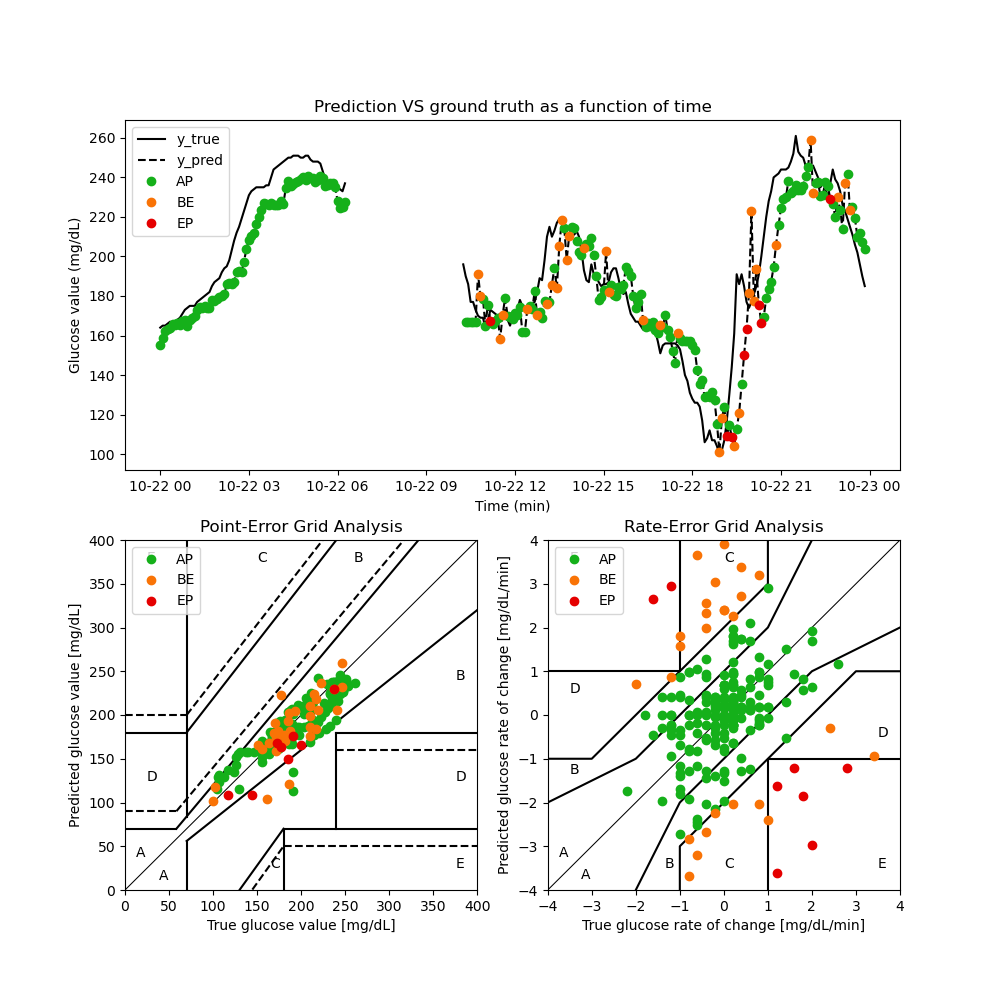 Prediction VS ground truth as a function of time
Glucose value (mg/dL)
260
240
220
200
180
160
140
120
100
y_true
y_pred
AP
BE
EP
10-22 00 10-22 03 10-22 06 10-22 09 10-22 12 10-22 15 10-22 18 10-22 21 10-23 00
Time (min)
Point-Error Grid Analysis
Predicted glucose value [mg/dL]
400
350
300
250
200
150
100
50
0
AP
BE
EP
C
B
B
D
D
A
A
C
E
0 50 100 150 200 250 300 350 400
True glucose value [mg/dL]
Rate-Error Grid Analysis
Predicted glucose rate of change [mg/dL/min]
4
3
2
1
0
−1
−2
−3
−4
AP
BE
EP
C
D
D
B
A
A
B
C
E
−4 −3 −2 −1 0 1 2 3 4
True glucose rate of change [mg/dL/min]